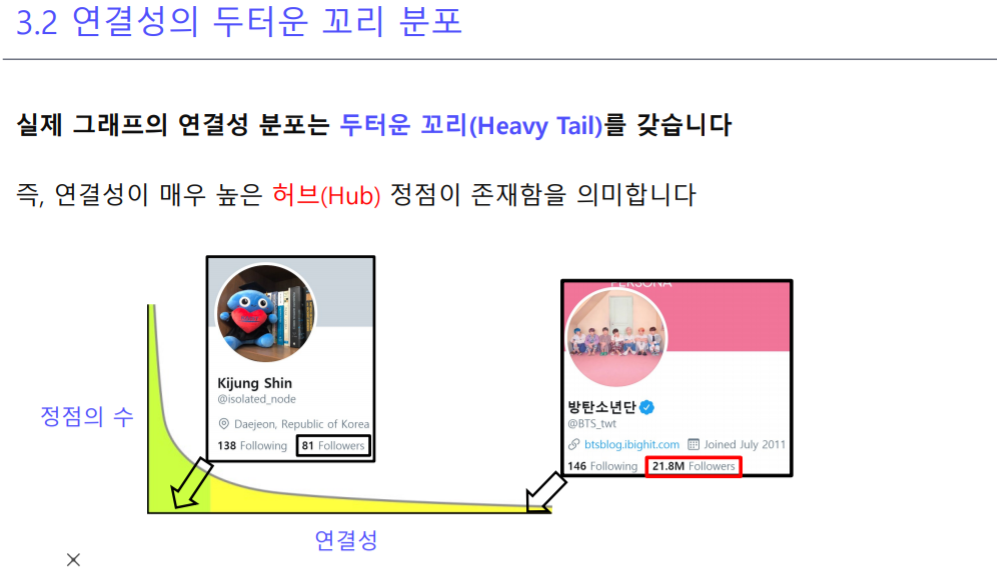 3.2 연결성의 두터운 꼬리 분포
실제 그래프의 연결성 분포는 두터운 꼬리(Heavy Tail)를 갖습니다
즉, 연결성이 매우 높은 허브(Hub) 정점이 존재함을 의미합니다
Kijung Shin
@isolated_node
Daejeon, Republic of Korea
138 Following 81 Followers
PERSONA
방탄소년단
@BTS_twt
btsblog.ibighit.com Joined July 2011
146 Following 21.8M Followers
정점의 수
연결성